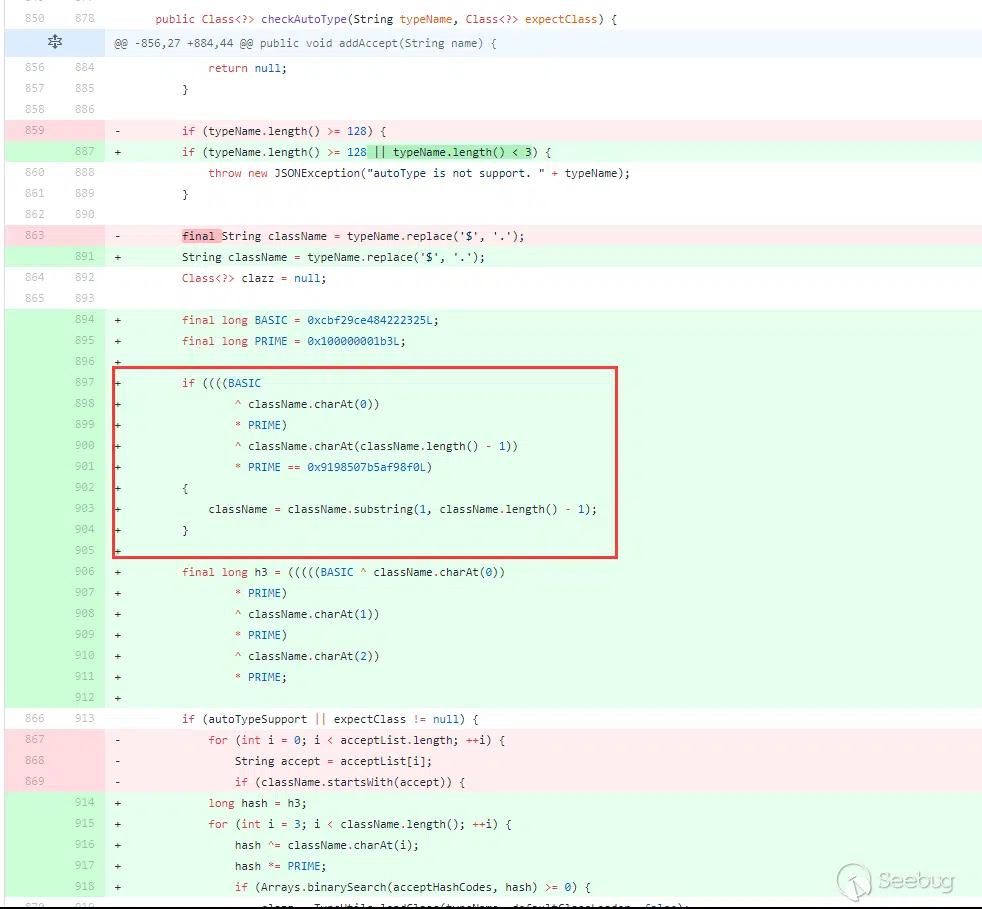 850 878 public Class<?> checkAutoType(String typeName, Class<?> expectClass) {
@@ -856,27 +884,44 @@ public void addAccept(String name) {
856 884 return null;
857 885 }
858 886
859 - if (typeName.length() >= 128) {
887 + if (typeName.length() >= 128 || typeName.length() < 3) {
860 888 throw new JSONException("autoType is not support. " + typeName);
861 889 }
862 890
863 - final String className = typeName.replace('$', '.');
891 + String className = typeName.replace('$', '.');
864 892 Class<?> clazz = null;
865 893
894 + final long BASIC = 0xcbf29ce484222325L;
895 + final long PRIME = 0x100000001b3L;
896 +
897 + if ((((BASIC
898 + ^ className.charAt(0))
899 + * PRIME)
900 + ^ className.charAt(className.length() - 1))
901 + * PRIME == 0x9198507b5af98f0L)
902 + {
903 + className = className.substring(1, className.length() - 1);
904 + }
905 +
906 + final long h3 = (((((BASIC ^ className.charAt(0))
907 + * PRIME)
908 + ^ className.charAt(1))
909 + * PRIME)
910 + ^ className.charAt(2))
911 + * PRIME;
912 +
866 913 if (autoTypeSupport || expectClass != null) {
867 - for (int i = 0; i < acceptList.length; ++i) {
868 - String accept = acceptList[i];
869 - if (className.startsWith(accept)) {
914 + long hash = h3;
915 + for (int i = 3; i < className.length(); ++i) {
916 + hash ^= className.charAt(i);
917 + hash *= PRIME;
918 + if (Arrays.binarySearch(acceptHashCodes, hash) >= 0) {
Seebug